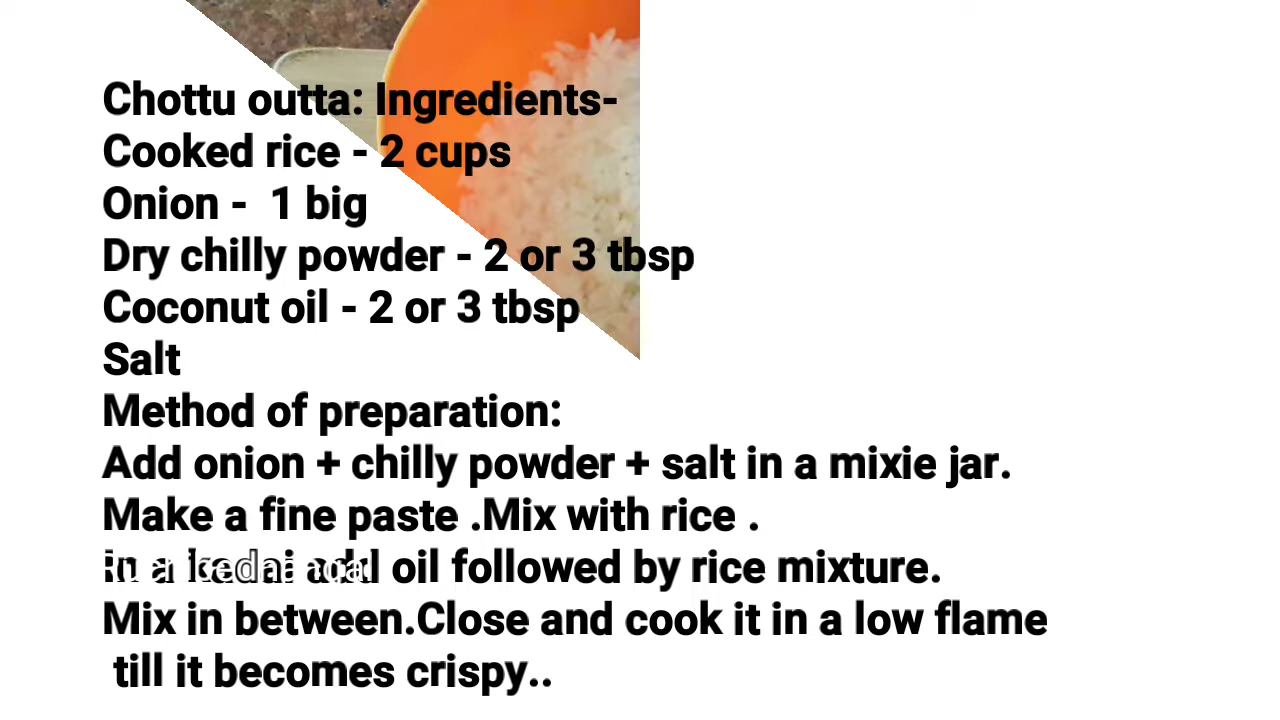 Chottu outta: Ingredients-
Cooked rice - 2 cups
Onion -  1 big
Dry chilly powder - 2 or 3 tbsp
Coconut oil - 2 or 3 tbsp
Salt
Method of preparation:
Add onion + chilly powder + salt in a mixie jar.
Make a fine paste .Mix with rice .
In a kadai add oil followed by rice mixture.
Mix in between.Close and cook it in a low flame
till it becomes crispy..